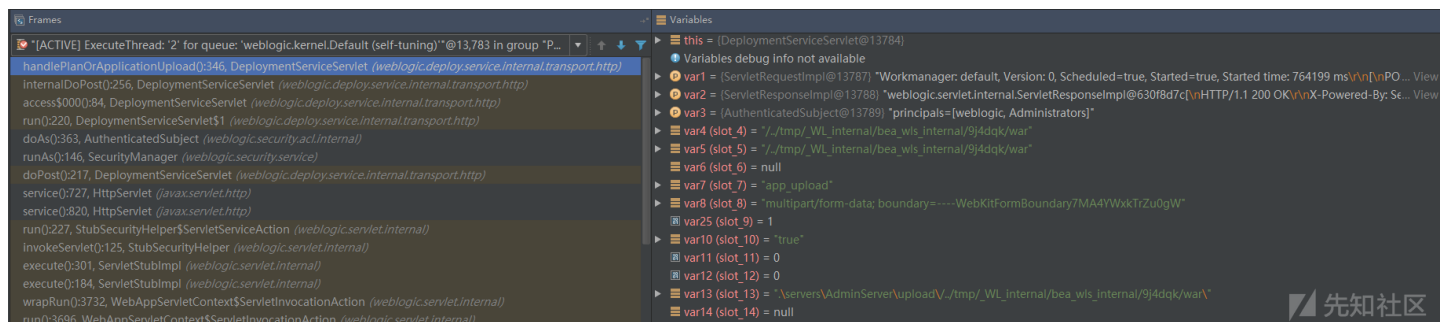 Frames
"[ACTIVE] ExecuteThread: '2' for queue: 'weblogic.kernel.Default (self-tuning)'"@13,783 in group "P...
handlePlanOrApplicationUpload():346, DeploymentServiceServlet (weblogic.deploy.service.internal.transport.http)
internalDoPost():256, DeploymentServiceServlet (weblogic.deploy.service.internal.transport.http)
access$000():84, DeploymentServiceServlet (weblogic.deploy.service.internal.transport.http)
run():220, DeploymentServiceServlet$1 (weblogic.deploy.service.internal.transport.http)
doAs():363, AuthenticatedSubject (weblogic.security.acl.internal)
runAs():146, SecurityManager (weblogic.security.service)
doPost():217, DeploymentServiceServlet (weblogic.deploy.service.internal.transport.http)
service():727, HttpServlet (javax.servlet.http)
service():820, HttpServlet (javax.servlet.http)
run():227, StubSecurityHelper$ServletServiceAction (weblogic.servlet.internal)
invokeServlet():125, StubSecurityHelper (weblogic.servlet.internal)
execute():301, ServletStubImpl (weblogic.servlet.internal)
execute():184, ServletStubImpl (weblogic.servlet.internal)
wrapRun():3732, WebAppServletContext$ServletInvocationAction (weblogic.servlet.internal)
run():3696, WebAppServletContext$ServletInvocationAction (weblogic.servlet.internal)
Variables
this = {DeploymentServiceServlet@13784}
Variables debug info not available
var1 = {ServletRequestImpl@13787} "Workmanager: default, Version: 0, Scheduled=true, Started=true, Started time: 764199 ms\r\n[\nPO... View
var2 = {ServletResponseImpl@13788} "weblogic.servlet.internal.ServletResponseImpl@630f8d7c[\nHTTP/1.1 200 OK\r\nX-Powered-By: Se... View
var3 = {AuthenticatedSubject@13789} "principals=[weblogic, Administrators]"
var4 (slot_4) = "/../tmp/_WL_internal/bea_wls_internal/9j4dqk/war"
var5 (slot_5) = "/../tmp/_WL_internal/bea_wls_internal/9j4dqk/war"
var6 (slot_6) = null
var7 (slot_7) = "app_upload"
var8 (slot_8) = "multipart/form-data; boundary=----WebKitFormBoundary7MA4YWxkTrZu0gW"
var25 (slot_9) = 1
var10 (slot_10) = "true"
var11 (slot_11) = 0
var12 (slot_12) = 0
var13 (slot_13) = ".\servers\AdminServer\upload\/../tmp/_WL_internal/bea_wls_internal/9j4dqk/war\"
var14 (slot_14) = null
先知社区